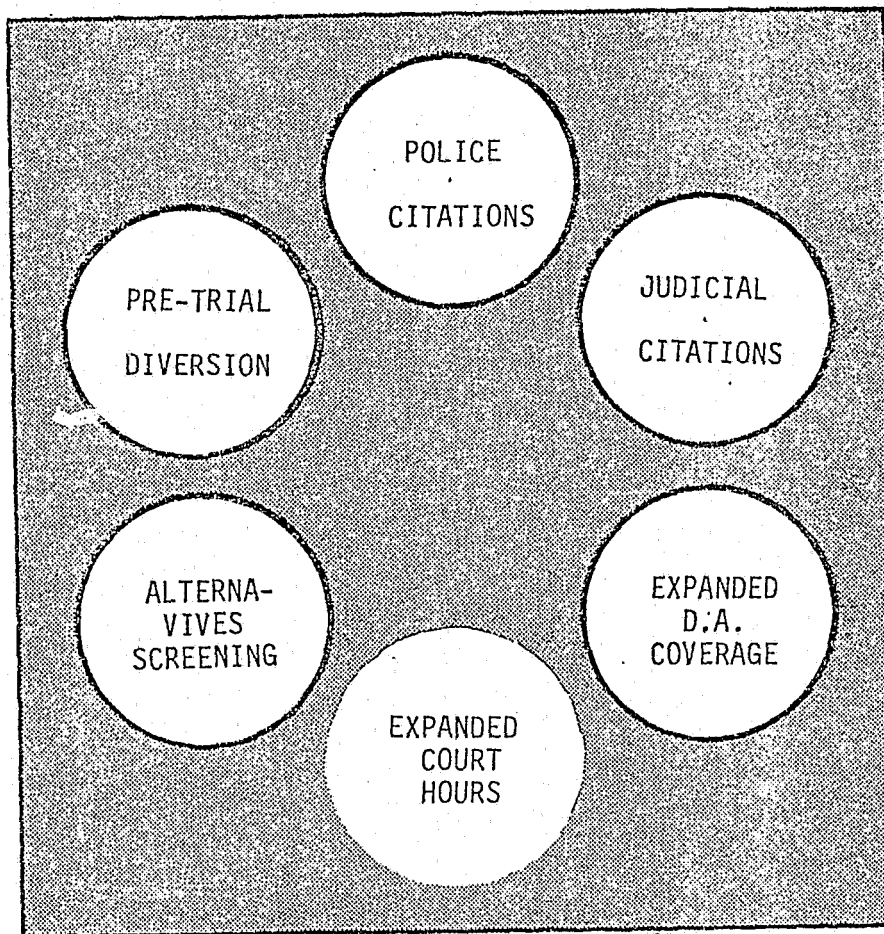 POLICE
CITATIONS
PRE-TRIAL
DIVERSION
JUDICIAL
CITATIONS
ALTERNA-
VIVES
SCREENING
EXPANDED
D.A.
COVERAGE
EXPANDED
COURT
HOURS